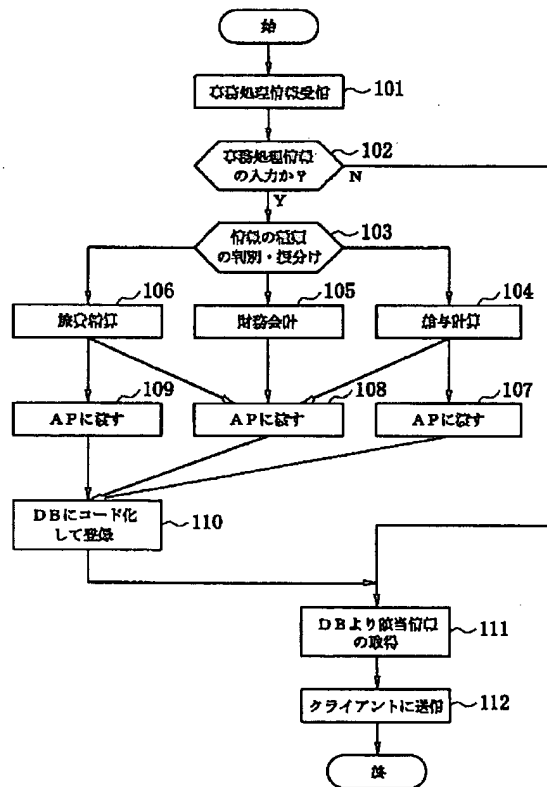 始
事務処理情報受信
101
事務処理情報
の入力か？
102
N
Y
情報の種類
の判別・振分け
103
106
105
104
旅費精算
財務会計
給与計算
109
108
107
APに渡す
APに渡す
APに渡す
DBにコード化
して登録
110
DBより該当情報
の取得
111
クライアントに送信
112
終